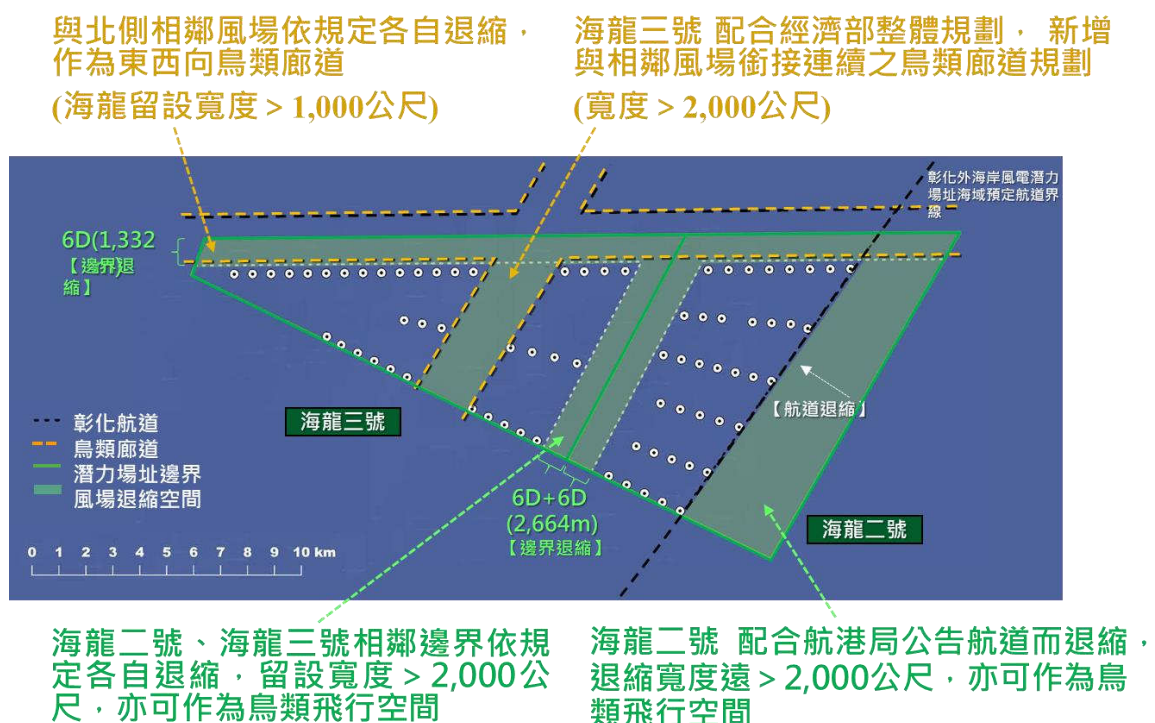 與北側相鄰風場依規定各自退縮，
作為東西向鳥類廊道
(海龍留設寬度 > 1,000公尺)
海龍三號 配合經濟部整體規劃， 新增
與相鄰風場銜接連續之鳥類廊道規劃
(寬度 > 2,000公尺)
彰化外海岸風電潛力
場址海域預定航道界
線
6D(1,332
【邊界退
縮】
【航道退縮】
海龍三號
彰化航道
鳥類廊道
潛力場址邊界
風場退縮空間
6D+6D
(2,664m)
【邊界退縮】
海龍二號
0 1 2 3 4 5 6 7 8 9 10 km
海龍二號、海龍三號相鄰邊界依規
定各自退縮，留設寬度 > 2,000公
尺，亦可作為鳥類飛行空間
海龍二號 配合航港局公告航道而退縮，
退縮寬度遠 > 2,000公尺，亦可作為鳥
類飛行空間